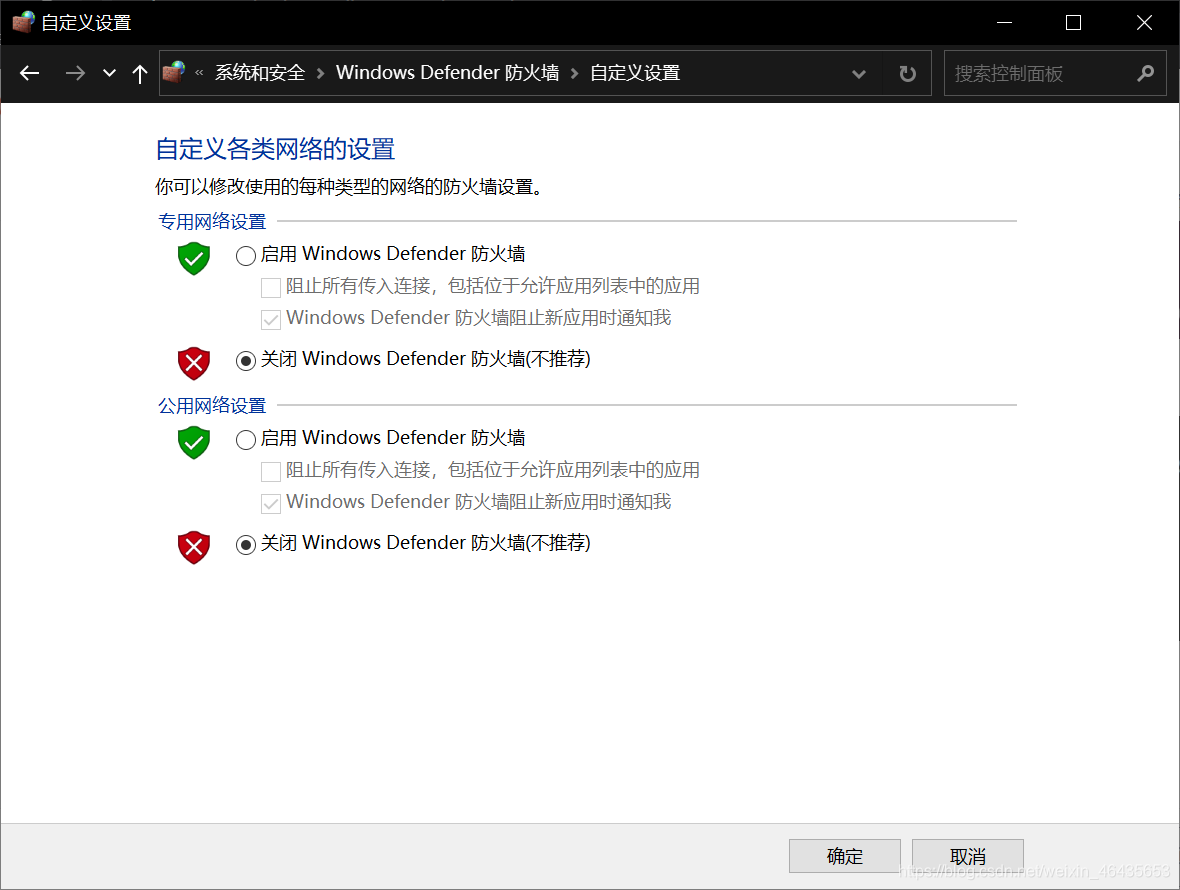 自定义设置
« 系统和安全 › Windows Defender 防火墙 › 自定义设置
搜索控制面板
自定义各类网络的设置
你可以修改使用的每种类型的网络的防火墙设置。
专用网络设置
启用 Windows Defender 防火墙
阻止所有传入连接，包括位于允许应用列表中的应用
Windows Defender 防火墙阻止新应用时通知我
关闭 Windows Defender 防火墙(不推荐)
公用网络设置
启用 Windows Defender 防火墙
阻止所有传入连接，包括位于允许应用列表中的应用
Windows Defender 防火墙阻止新应用时通知我
关闭 Windows Defender 防火墙(不推荐)
确定
取消
https://blog.csdn.net/weixin_46435653